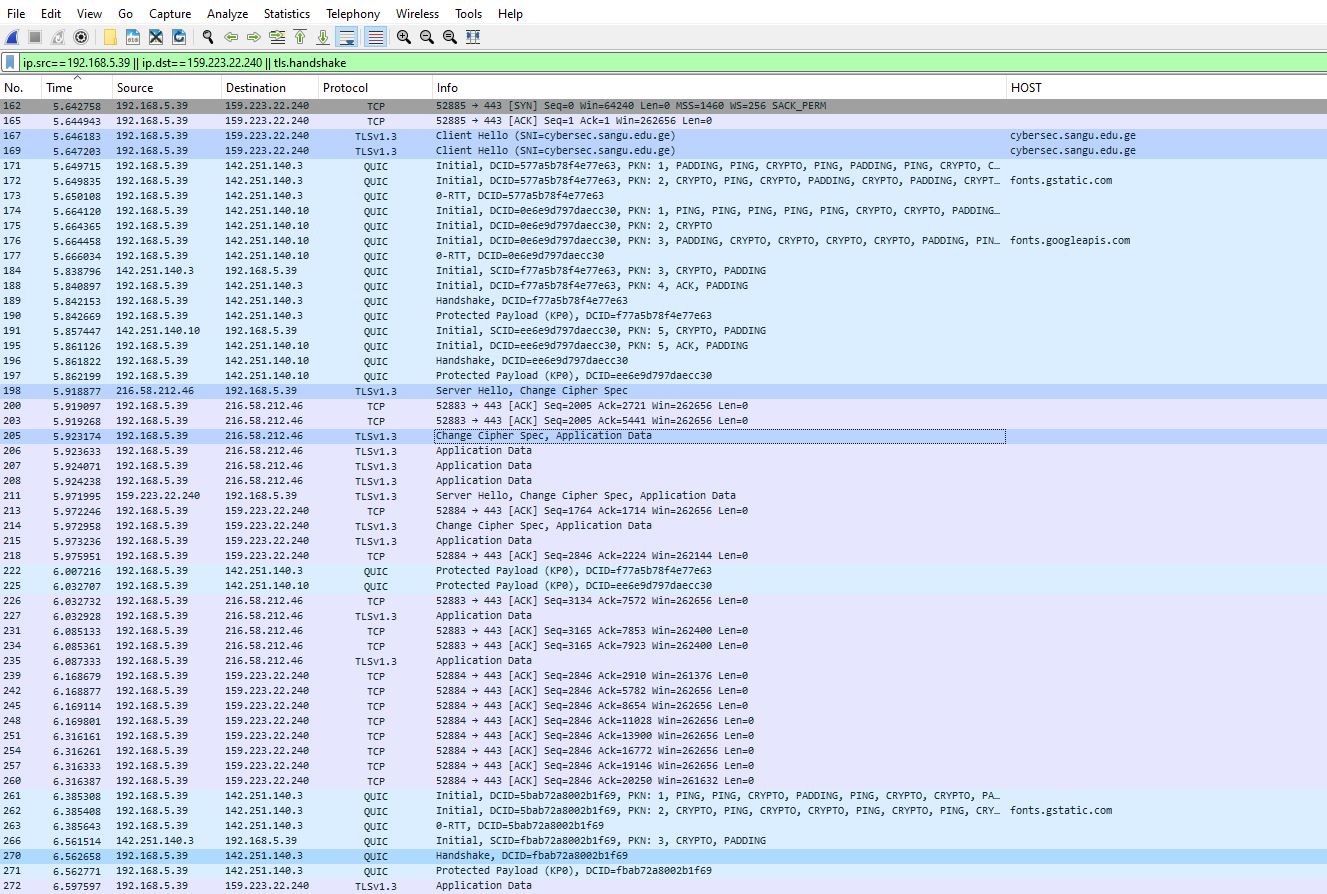 File Edit View Go Capture Analyze Statistics Telephony Wireless Tools Help
ip.src==192.168.5.39 || ip.dst==159.223.22.240 || tls.handshake
No. Time Source Destination Protocol Info HOST
162 5.642758 192.168.5.39 159.223.22.240 TCP 52885 → 443 [SYN] Seq=0 Win=64240 Len=0 MSS=1460 WS=256 SACK_PERM
165 5.644943 192.168.5.39 159.223.22.240 TCP 52885 → 443 [ACK] Seq=1 Ack=1 Win=262656 Len=0
167 5.646183 192.168.5.39 159.223.22.240 TLSv1.3 Client Hello (SNI=cybersec.sangu.edu.ge) cybersec.sangu.edu.ge
169 5.647203 192.168.5.39 159.223.22.240 TLSv1.3 Client Hello (SNI=cybersec.sangu.edu.ge) cybersec.sangu.edu.ge
171 5.649715 192.168.5.39 142.251.140.3 QUIC Initial, DCID=577a5b78f4e77e63, PKN: 1, PADDING, PING, CRYPTO, PING, PADDING, PING, CRYPTO, C…
172 5.649835 192.168.5.39 142.251.140.3 QUIC Initial, DCID=577a5b78f4e77e63, PKN: 2, CRYPTO, PING, CRYPTO, PADDING, CRYPTO, PADDING, CRYPT… fonts.gstatic.com
173 5.650108 192.168.5.39 142.251.140.3 QUIC 0-RTT, DCID=577a5b78f4e77e63
174 5.664120 192.168.5.39 142.251.140.10 QUIC Initial, DCID=0e6e9d797daecc30, PKN: 1, PING, PING, PING, PING, PING, CRYPTO, CRYPTO, PADDING…
175 5.664365 192.168.5.39 142.251.140.10 QUIC Initial, DCID=0e6e9d797daecc30, PKN: 2, CRYPTO
176 5.664458 192.168.5.39 142.251.140.10 QUIC Initial, DCID=0e6e9d797daecc30, PKN: 3, PADDING, CRYPTO, CRYPTO, CRYPTO, CRYPTO, PADDING, PIN… fonts.googleapis.com
177 5.666034 192.168.5.39 142.251.140.10 QUIC 0-RTT, DCID=0e6e9d797daecc30
184 5.838796 142.251.140.3 192.168.5.39 QUIC Initial, SCID=f77a5b78f4e77e63, PKN: 3, CRYPTO, PADDING
188 5.840897 192.168.5.39 142.251.140.3 QUIC Initial, DCID=f77a5b78f4e77e63, PKN: 4, ACK, PADDING
189 5.842153 192.168.5.39 142.251.140.3 QUIC Handshake, DCID=f77a5b78f4e77e63
190 5.842669 192.168.5.39 142.251.140.3 QUIC Protected Payload (KP0), DCID=f77a5b78f4e77e63
191 5.857447 142.251.140.10 192.168.5.39 QUIC Initial, SCID=ee6e9d797daecc30, PKN: 5, CRYPTO, PADDING
195 5.861126 192.168.5.39 142.251.140.10 QUIC Initial, DCID=ee6e9d797daecc30, PKN: 5, ACK, PADDING
196 5.861822 192.168.5.39 142.251.140.10 QUIC Handshake, DCID=ee6e9d797daecc30
197 5.862199 192.168.5.39 142.251.140.10 QUIC Protected Payload (KP0), DCID=ee6e9d797daecc30
198 5.918877 216.58.212.46 192.168.5.39 TLSv1.3 Server Hello, Change Cipher Spec
200 5.919097 192.168.5.39 216.58.212.46 TCP 52883 → 443 [ACK] Seq=2005 Ack=2721 Win=262656 Len=0
203 5.919268 192.168.5.39 216.58.212.46 TCP 52883 → 443 [ACK] Seq=2005 Ack=5441 Win=262656 Len=0
205 5.923174 192.168.5.39 216.58.212.46 TLSv1.3 Change Cipher Spec, Application Data
206 5.923633 192.168.5.39 216.58.212.46 TLSv1.3 Application Data
207 5.924071 192.168.5.39 216.58.212.46 TLSv1.3 Application Data
208 5.924238 192.168.5.39 216.58.212.46 TLSv1.3 Application Data
211 5.971995 159.223.22.240 192.168.5.39 TLSv1.3 Server Hello, Change Cipher Spec, Application Data
213 5.972246 192.168.5.39 159.223.22.240 TCP 52884 → 443 [ACK] Seq=1764 Ack=1714 Win=262656 Len=0
214 5.972958 192.168.5.39 159.223.22.240 TLSv1.3 Change Cipher Spec, Application Data
215 5.973236 192.168.5.39 159.223.22.240 TLSv1.3 Application Data
218 5.975951 192.168.5.39 159.223.22.240 TCP 52884 → 443 [ACK] Seq=2846 Ack=2224 Win=262144 Len=0
222 6.007216 192.168.5.39 142.251.140.3 QUIC Protected Payload (KP0), DCID=f77a5b78f4e77e63
225 6.032707 192.168.5.39 142.251.140.10 QUIC Protected Payload (KP0), DCID=ee6e9d797daecc30
226 6.032732 192.168.5.39 216.58.212.46 TCP 52883 → 443 [ACK] Seq=3134 Ack=7572 Win=262656 Len=0
227 6.032928 192.168.5.39 216.58.212.46 TLSv1.3 Application Data
231 6.085133 192.168.5.39 216.58.212.46 TCP 52883 → 443 [ACK] Seq=3165 Ack=7853 Win=262400 Len=0
234 6.085361 192.168.5.39 216.58.212.46 TCP 52883 → 443 [ACK] Seq=3165 Ack=7923 Win=262400 Len=0
235 6.087333 192.168.5.39 216.58.212.46 TLSv1.3 Application Data
239 6.168679 192.168.5.39 159.223.22.240 TCP 52884 → 443 [ACK] Seq=2846 Ack=2910 Win=261376 Len=0
242 6.168877 192.168.5.39 159.223.22.240 TCP 52884 → 443 [ACK] Seq=2846 Ack=5782 Win=262656 Len=0
245 6.169114 192.168.5.39 159.223.22.240 TCP 52884 → 443 [ACK] Seq=2846 Ack=8654 Win=262656 Len=0
248 6.169801 192.168.5.39 159.223.22.240 TCP 52884 → 443 [ACK] Seq=2846 Ack=11028 Win=262656 Len=0
251 6.316161 192.168.5.39 159.223.22.240 TCP 52884 → 443 [ACK] Seq=2846 Ack=13900 Win=262656 Len=0
254 6.316261 192.168.5.39 159.223.22.240 TCP 52884 → 443 [ACK] Seq=2846 Ack=16772 Win=262656 Len=0
257 6.316333 192.168.5.39 159.223.22.240 TCP 52884 → 443 [ACK] Seq=2846 Ack=19146 Win=262656 Len=0
260 6.316387 192.168.5.39 159.223.22.240 TCP 52884 → 443 [ACK] Seq=2846 Ack=20250 Win=261632 Len=0
261 6.385308 192.168.5.39 142.251.140.3 QUIC Initial, DCID=5bab72a8002b1f69, PKN: 1, PING, PING, CRYPTO, PADDING, PING, CRYPTO, CRYPTO, PA…
262 6.385408 192.168.5.39 142.251.140.3 QUIC Initial, DCID=5bab72a8002b1f69, PKN: 2, CRYPTO, PING, CRYPTO, CRYPTO, PING, CRYPTO, PING, CRY… fonts.gstatic.com
263 6.385643 192.168.5.39 142.251.140.3 QUIC 0-RTT, DCID=5bab72a8002b1f69
266 6.561514 142.251.140.3 192.168.5.39 QUIC Initial, SCID=fbab72a8002b1f69, PKN: 3, CRYPTO, PADDING
270 6.562658 192.168.5.39 142.251.140.3 QUIC Handshake, DCID=fbab72a8002b1f69
271 6.562771 192.168.5.39 142.251.140.3 QUIC Protected Payload (KP0), DCID=fbab72a8002b1f69
272 6.597597 192.168.5.39 159.223.22.240 TLSv1.3 Application Data